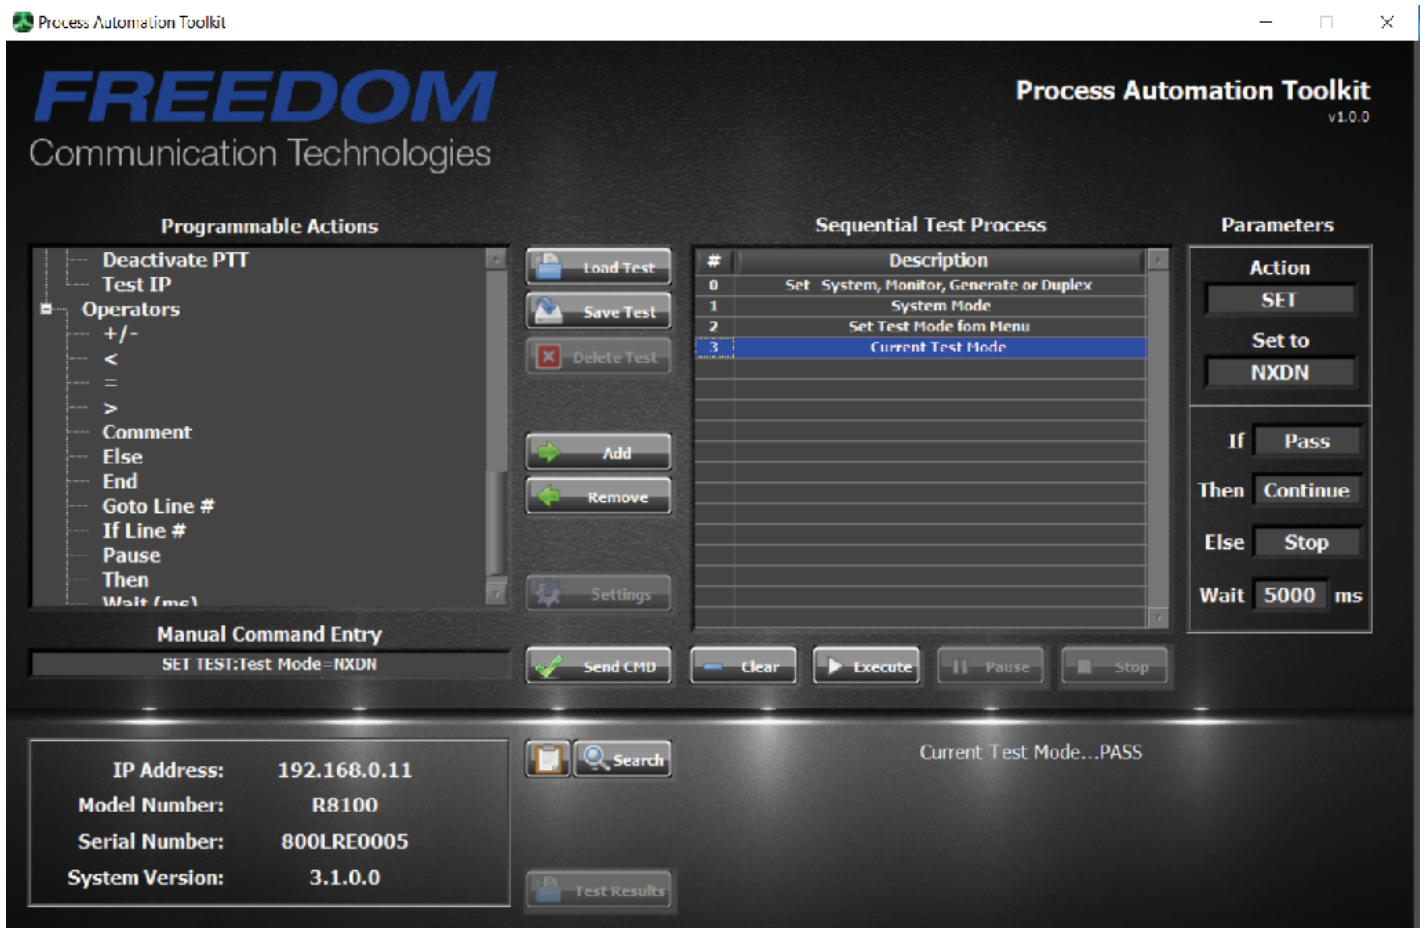 Process Automation Toolkit
FREEDOM
Communication Technologies
Process Automation Toolkit
v1.0.0
Programmable Actions
Deactivate PTT
Test IP
Operators
+/-
<
=
>
Comment
Else
End
Goto Line #
If Line #
Pause
Then
Wait (ms)
Load Test
Save Test
Delete Test
Add
Remove
Settings
Sequential Test Process
# Description
0 Set System, Monitor, Generate or Duplex
1 System Mode
2 Set Test Mode fom Menu
3 Current Test Mode
Parameters
Action
SET
Set to
NXDN
If Pass
Then Continue
Else Stop
Wait 5000 ms
Manual Command Entry
SET TEST:Test Mode=NXDN
Send CMD
Clear
Execute
Pause
Stop
IP Address: 192.168.0.11
Model Number: R8100
Serial Number: 800LRE0005
System Version: 3.1.0.0
Search
Test Results
Current Test Mode...PASS